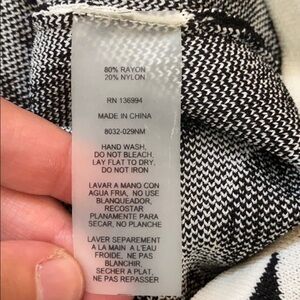 80% RAYON
20% NYLON
RN 136994
MADE IN CHINA
8032-029NM
HAND WASH,
DO NOT BLEACH,
LAY FLAT TO DRY,
DO NOT IRON
LAVAR A MANO CON
AGUA FRIA, NO USE
BLANQUEADOR,
RECOSTAR
PLANAMENTE PARA
SECAR, NO PLANCHE
LAVER SEPAREMENT
A LA MAIN A L'EAU
FROIDE, NE PAS
BLANCHIR
SECHER A PLAT,
NE PAS REPASSER